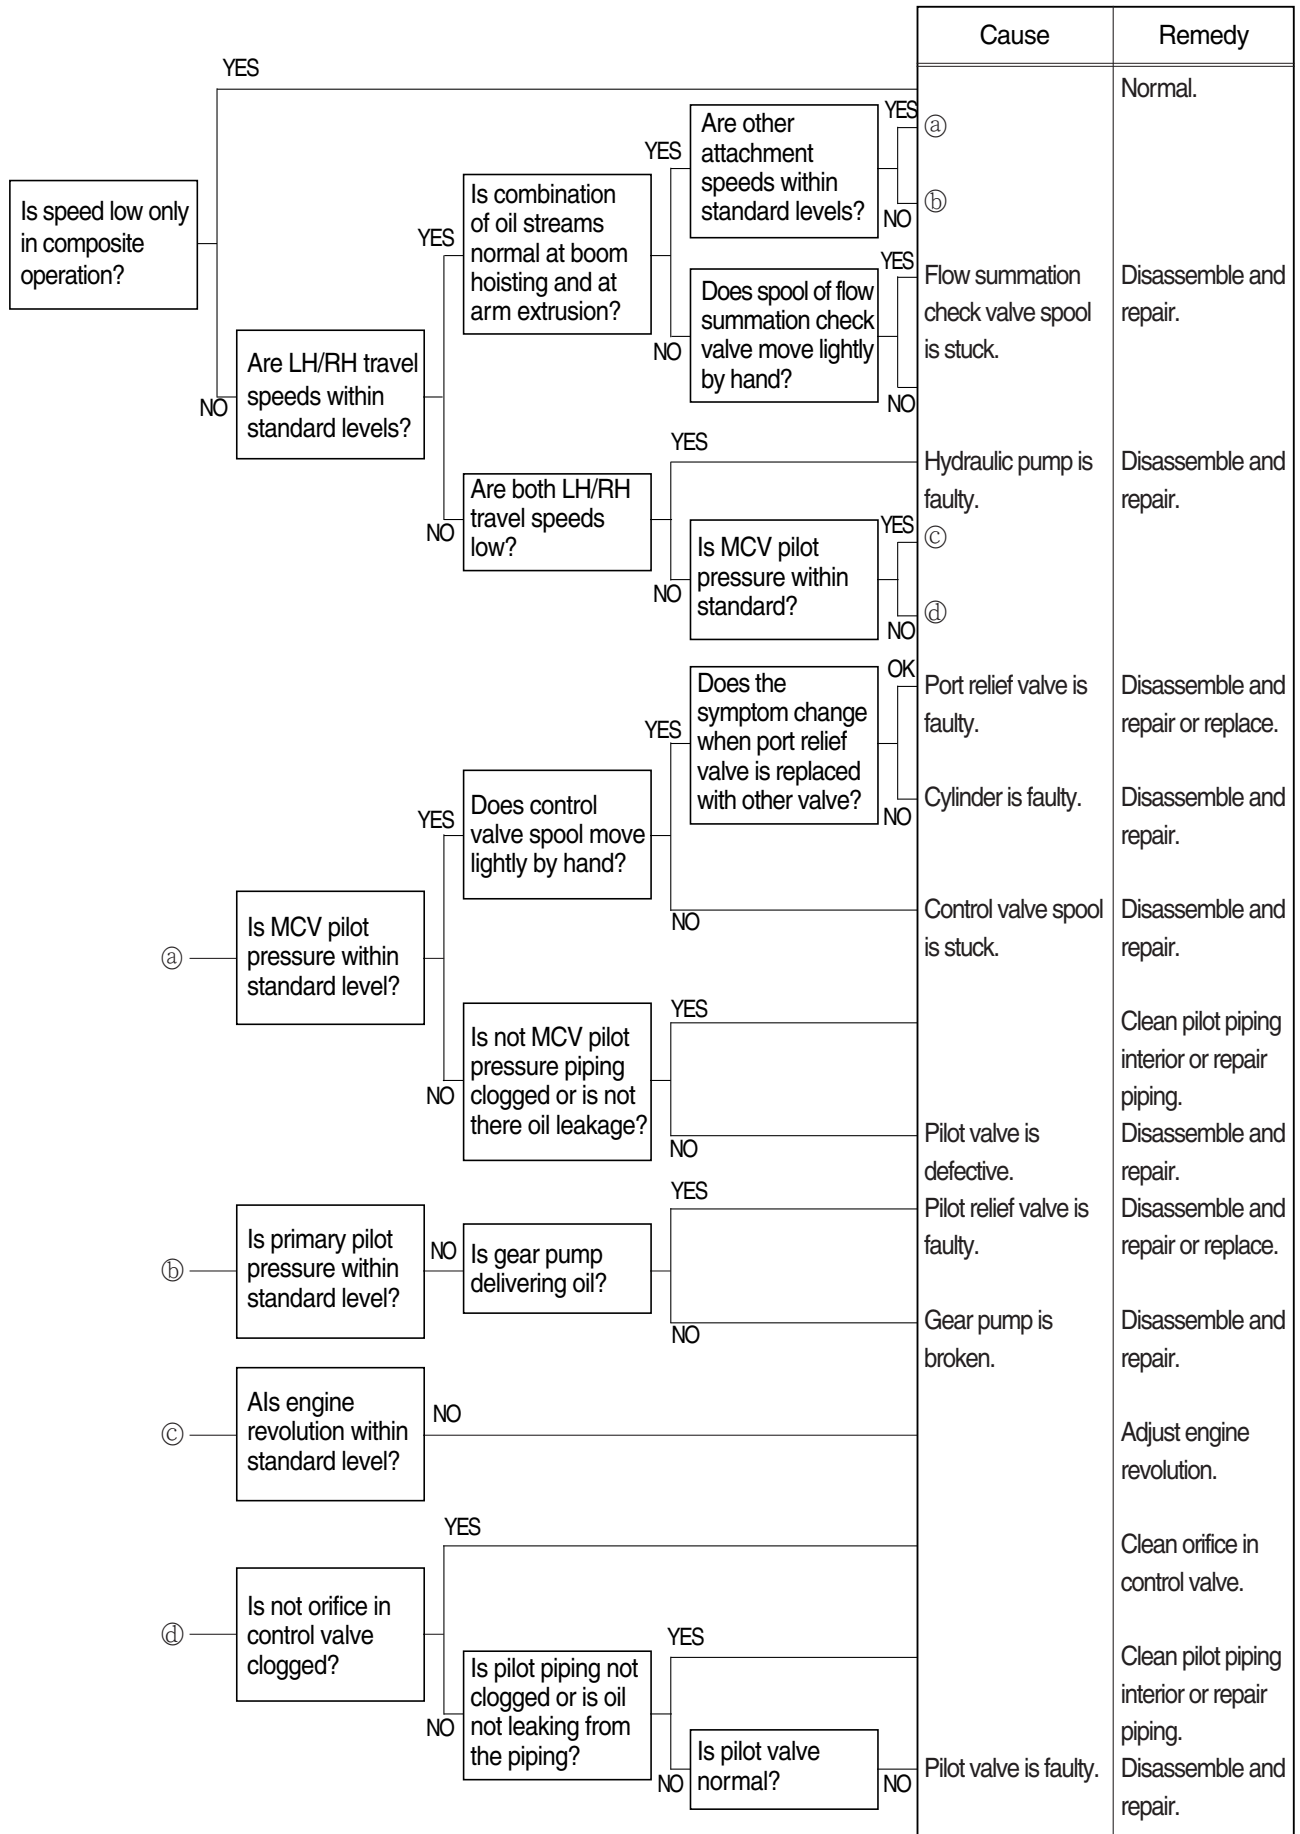 Cause
Remedy
YES
Normal.
Is speed low only
in composite
operation?
NO
Are LH/RH travel
speeds within
standard levels?
YES
Is combination
of oil streams
normal at boom
hoisting and at
arm extrusion?
YES
Are other
attachment
speeds within
standard levels?
YES
ⓐ
NO
ⓑ
NO
Does spool of flow
summation check
valve move lightly
by hand?
YES
Flow summation
check valve spool
is stuck.
Disassemble and
repair.
NO
NO
Are both LH/RH
travel speeds
low?
YES
Hydraulic pump is
faulty.
Disassemble and
repair.
NO
Is MCV pilot
pressure within
standard?
YES
ⓒ
NO
ⓓ
ⓐ
Is MCV pilot
pressure within
standard level?
YES
Does control
valve spool move
lightly by hand?
YES
Does the
symptom change
when port relief
valve is replaced
with other valve?
OK
Port relief valve is
faulty.
Disassemble and
repair or replace.
NO
Cylinder is faulty.
Disassemble and
repair.
NO
Control valve spool
is stuck.
Disassemble and
repair.
NO
Is not MCV pilot
pressure piping
clogged or is not
there oil leakage?
YES
Clean pilot piping
interior or repair
piping.
NO
Pilot valve is
defective.
Disassemble and
repair.
ⓑ
Is primary pilot
pressure within
standard level?
NO
Is gear pump
delivering oil?
YES
Pilot relief valve is
faulty.
Disassemble and
repair or replace.
NO
Gear pump is
broken.
Disassemble and
repair.
ⓒ
AIs engine
revolution within
standard level?
NO
Adjust engine
revolution.
ⓓ
Is not orifice in
control valve
clogged?
YES
Clean orifice in
control valve.
NO
Is pilot piping not
clogged or is oil
not leaking from
the piping?
YES
Clean pilot piping
interior or repair
piping.
NO
Is pilot valve
normal?
NO
Pilot valve is faulty.
Disassemble and
repair.